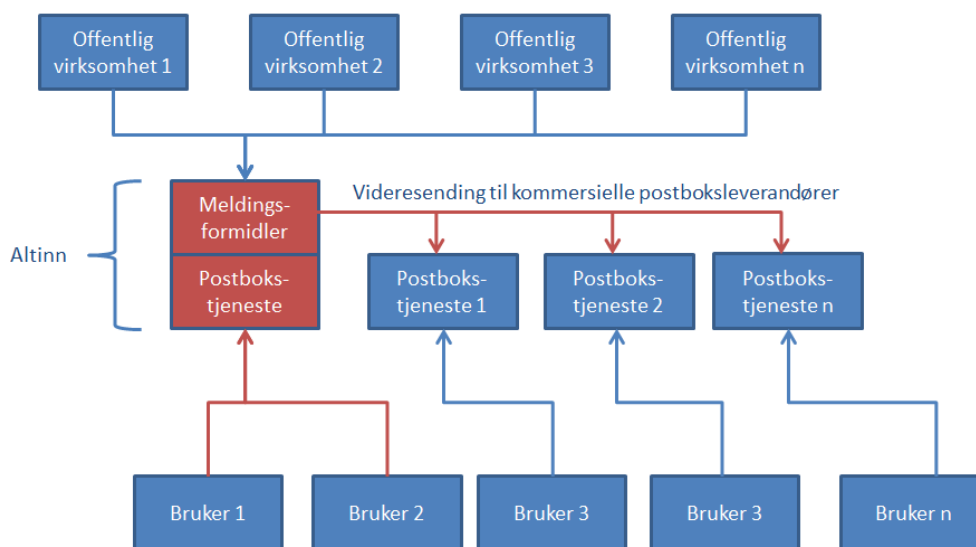 Offentlig
virksomhet 1
Offentlig
virksomhet 2
Offentlig
virksomhet 3
Offentlig
virksomhet n
Altinn
Meldings-
formidler
Postboks-
tjeneste
Videresending til kommersielle postboksleverandører
Postboks-
tjeneste 1
Postboks-
tjeneste 2
Postboks-
tjeneste n
Bruker 1
Bruker 2
Bruker 3
Bruker 3
Bruker n